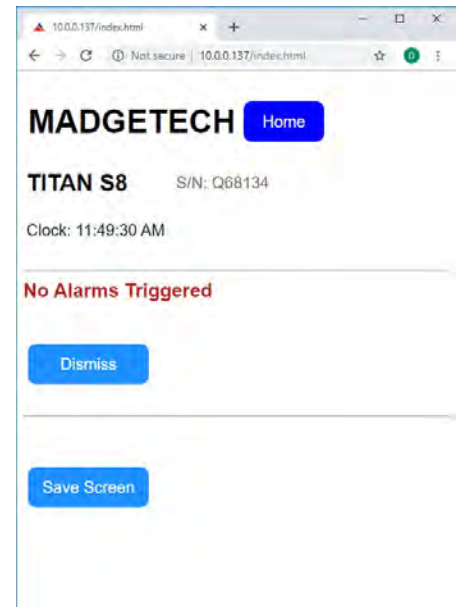 10.0.0.137/index.html
Not secure | 10.0.0.137/index.html
MADGETECH Home
TITAN S8 S/N: Q68134
Clock: 11:49:30 AM
No Alarms Triggered
Dismiss
Save Screen